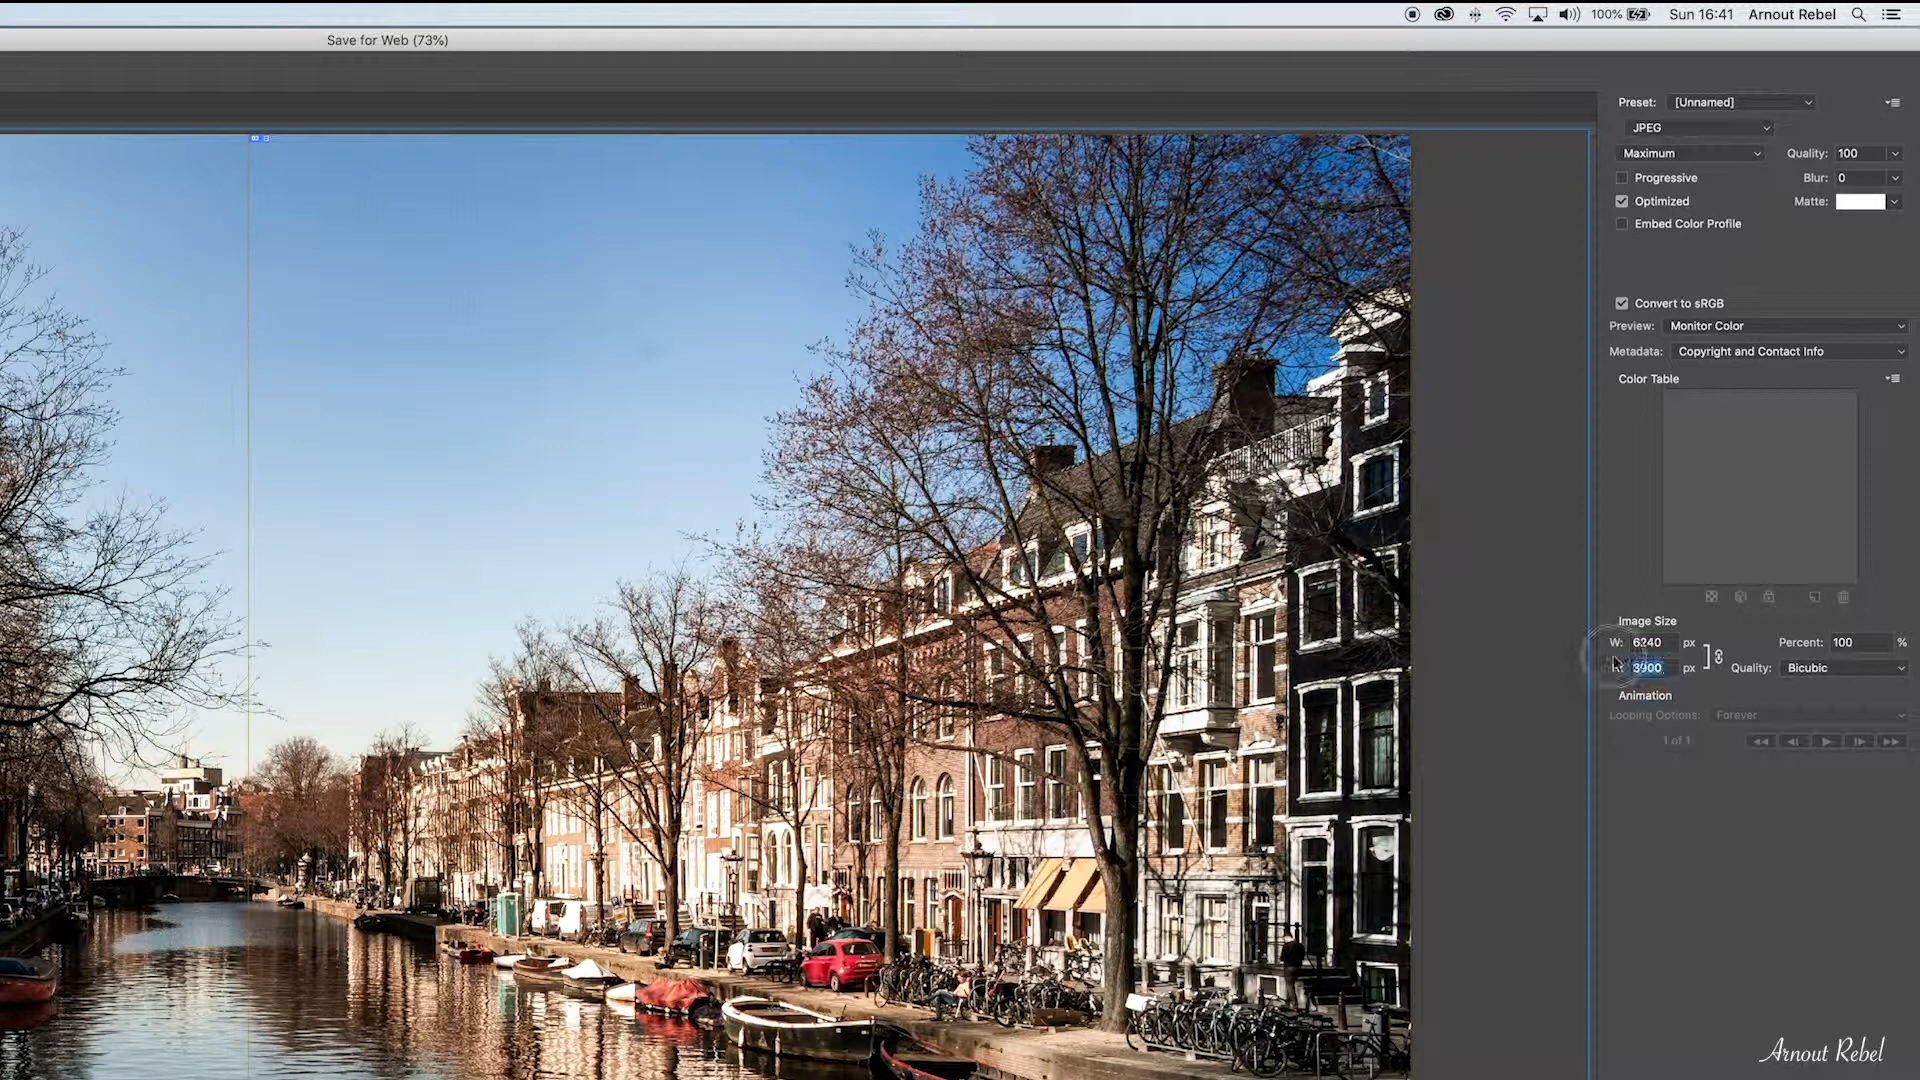 100%
Sun 16:41
Arnout Rebel
Save for Web (73%)
Preset: [Unnamed]
JPEG
Maximum
Quality: 100
Progressive
Blur: 0
Optimized
Matte:
Embed Color Profile
Convert to sRGB
Preview: Monitor Color
Metadata: Copyright and Contact Info
Color Table
Image Size
W: 6240 px
Percent: 100 %
3900 px
Quality: Bicubic
Animation
Looping Options: Forever
1 of 1
03
Arnout Rebel